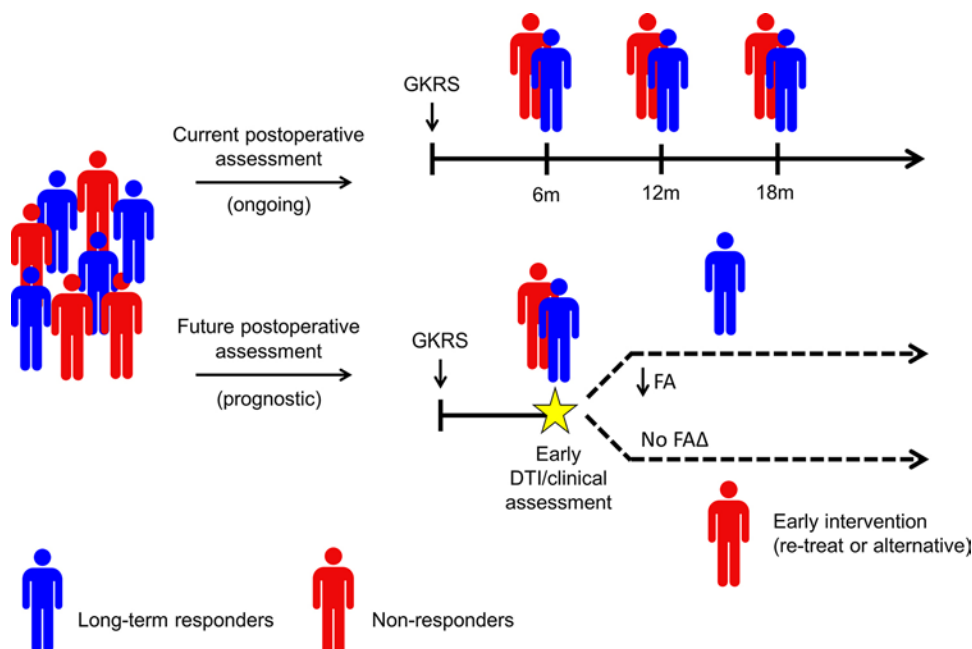 GKRS
Current postoperative
assessment
(ongoing)
6m
12m
18m
Future postoperative
assessment
(prognostic)
GKRS
↓ FA
No FAΔ
Early
DTI/clinical
assessment
Early intervention
(re-treat or alternative)
Long-term responders
Non-responders